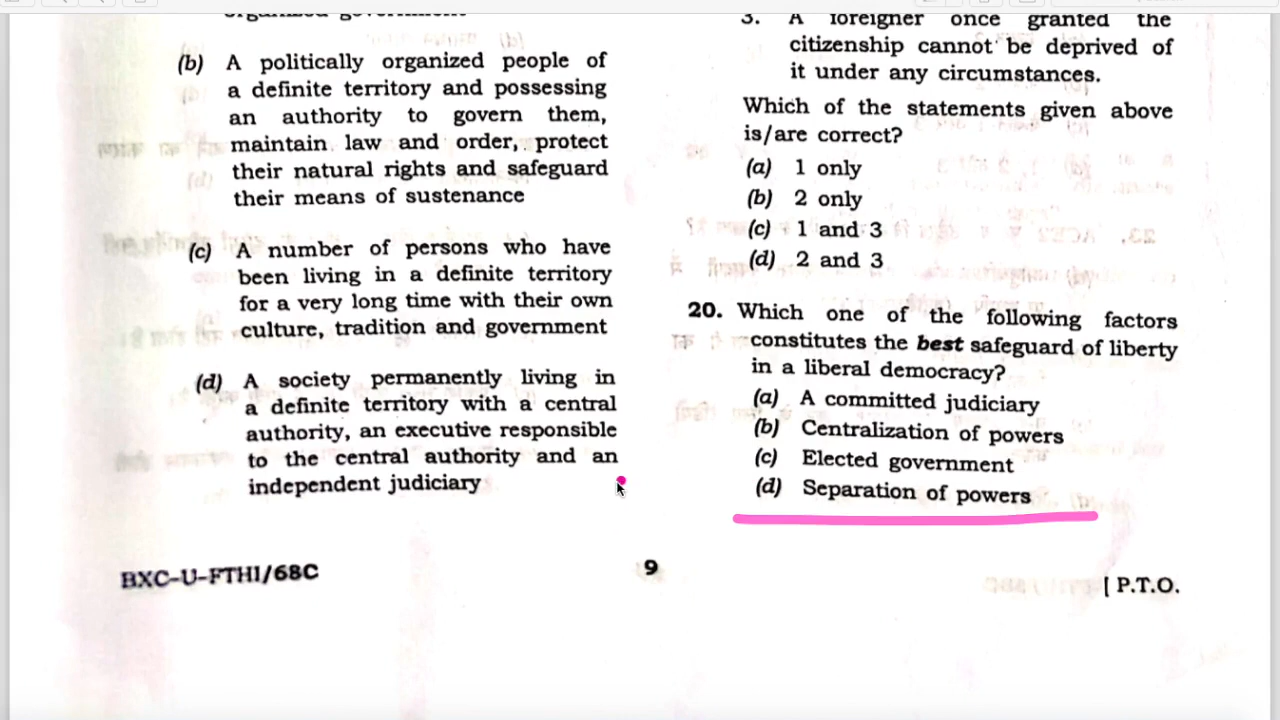 organized government
(b) A politically organized people of
a definite territory and possessing
an authority to govern them,
maintain law and order, protect
their natural rights and safeguard
their means of sustenance
(c) A number of persons who have
been living in a definite territory
for a very long time with their own
culture, tradition and government
(d) A society permanently living in
a definite territory with a central
authority, an executive responsible
to the central authority and an
independent judiciary
3. A foreigner once granted the
citizenship cannot be deprived of
it under any circumstances.
Which of the statements given above
is/are correct?
(a) 1 only
(b) 2 only
(c) 1 and 3
(d) 2 and 3
20. Which one of the following factors
constitutes the best safeguard of liberty
in a liberal democracy?
(a) A committed judiciary
(b) Centralization of powers
(c) Elected government
(d) Separation of powers
BXC-U-FTHI/68C
9
[ P.T.O.